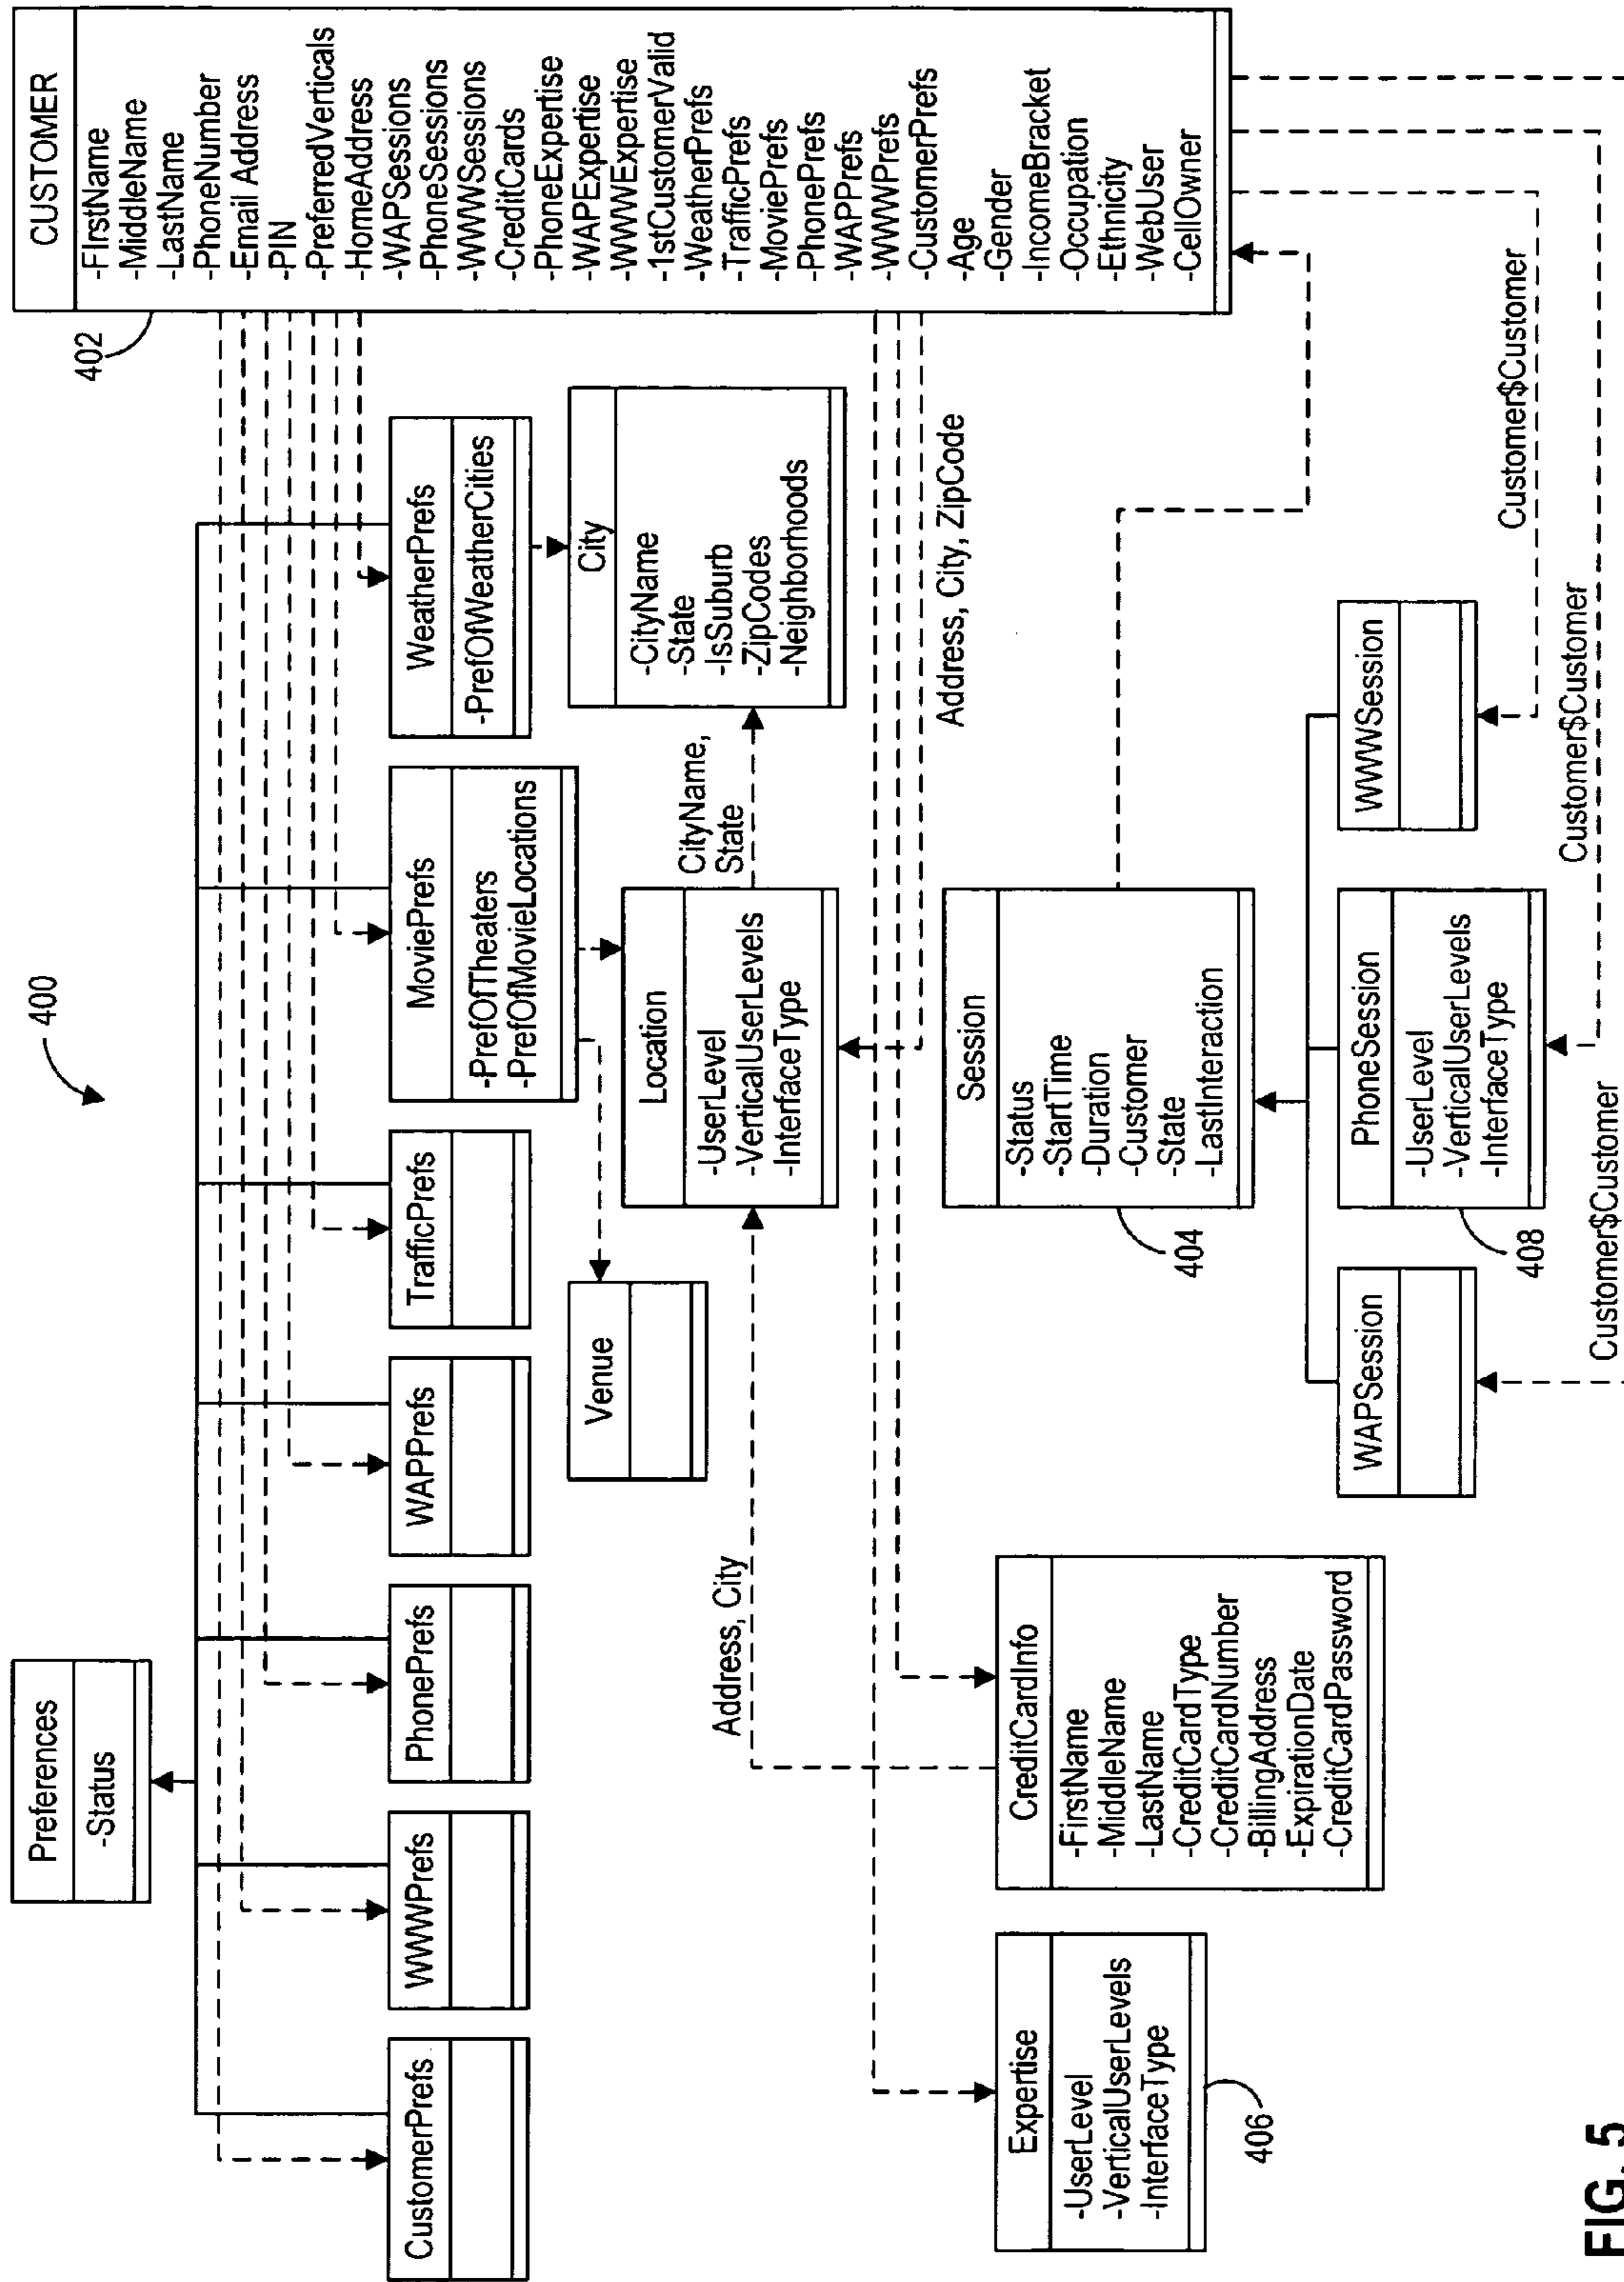 400
Preferences
-Status
CustomerPrefs
WWWPrefs
PhonePrefs
WAPPrefs
TrafficPrefs
MoviePrefs
-PrefOfTheaters
-PrefOfMovieLocations
WeatherPrefs
-PrefOfWeatherCities
CUSTOMER
-FIrstName
-MiddleName
-LastName
-PhoneNumber
-Email Address
-PIN
-PreferredVerticals
-HomeAddress
-WAPSessions
-PhoneSessions
-WWWSessions
-CreditCards
-PhoneExpertise
-WAPExpertise
-WWWExpertise
-1stCustomerValid
-WeatherPrefs
-TrafficPrefs
-MoviePrefs
-PhonePrefs
-WAPPrefs
-WWWPrefs
-CustomerPrefs
-Age
-Gender
-IncomeBracket
-Occupation
-Ethnicity
-WebUser
-CellOwner
402
Venue
City
-CityName
-State
-IsSuburb
-ZipCodes
-Neighborhoods
Location
-UserLevel
-VerticalUserLevels
-InterfaceType
CityName,
State
Address, City
Address, City, ZipCode
Expertise
-UserLevel
-VerticalUserLevels
-InterfaceType
406
CreditCardInfo
-FirstName
-MiddleName
-LastName
-CreditCardType
-CreditCardNumber
-BillingAddress
-ExpirationDate
-CreditCardPassword
Session
-Status
-StartTime
-Duration
-Customer
-State
-LastInteraction
404
WAPSession
PhoneSession
-UserLevel
-VerticalUserLevels
-InterfaceType
408
WWWSession
Customer$Customer
Customer$Customer
Customer$Customer
FIG. 5